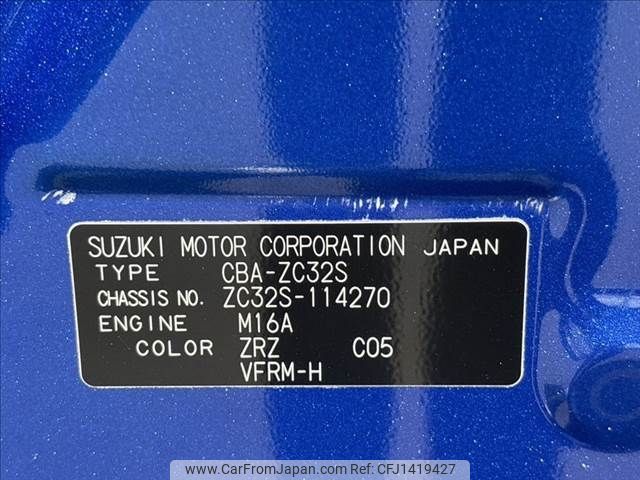 SUZUKI MOTOR CORPORATION JAPAN
TYPE CBA-ZC32S
CHASSIS NO. ZC32S-114270
ENGINE M16A
COLOR ZRZ C05
VFRM-H
www.CarFromJapan.com ID: CFJ1419427